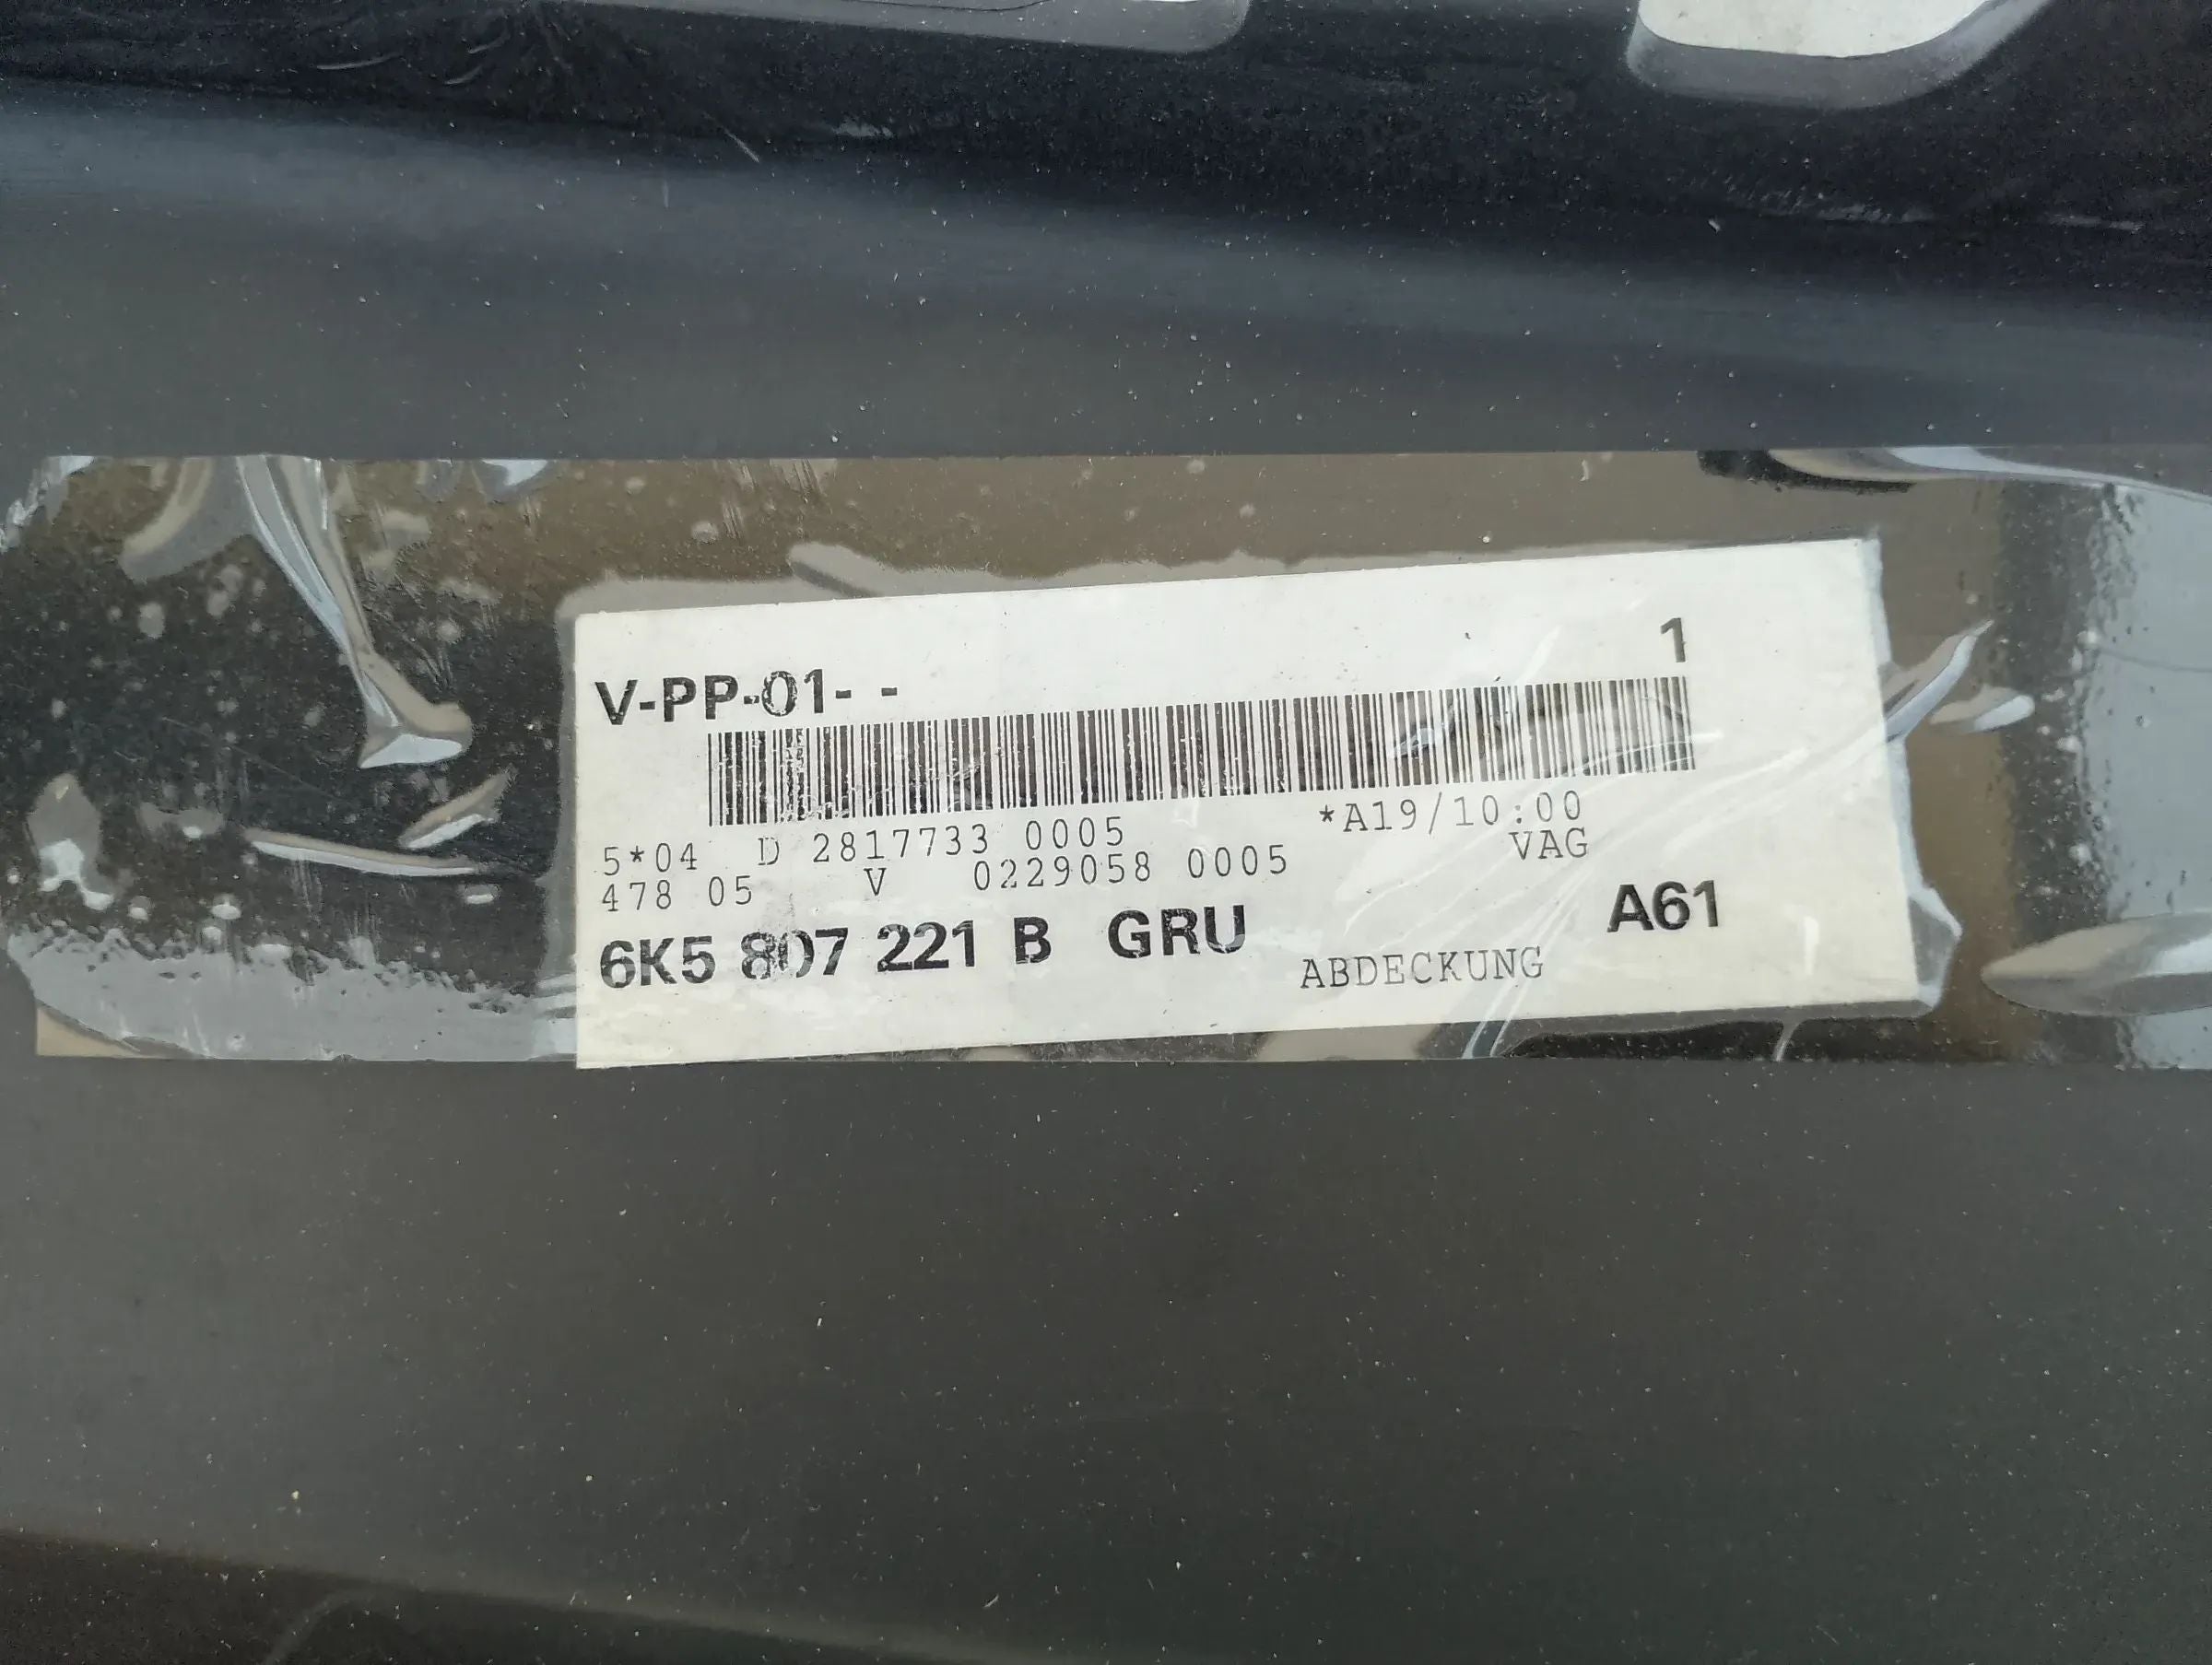 1
V-PP-01- -
5*04 D 2817733 0005 *A19/10:00
478 05 V 0229058 0005 VAG
6K5 807 221 B GRU A61
ABDECKUNG